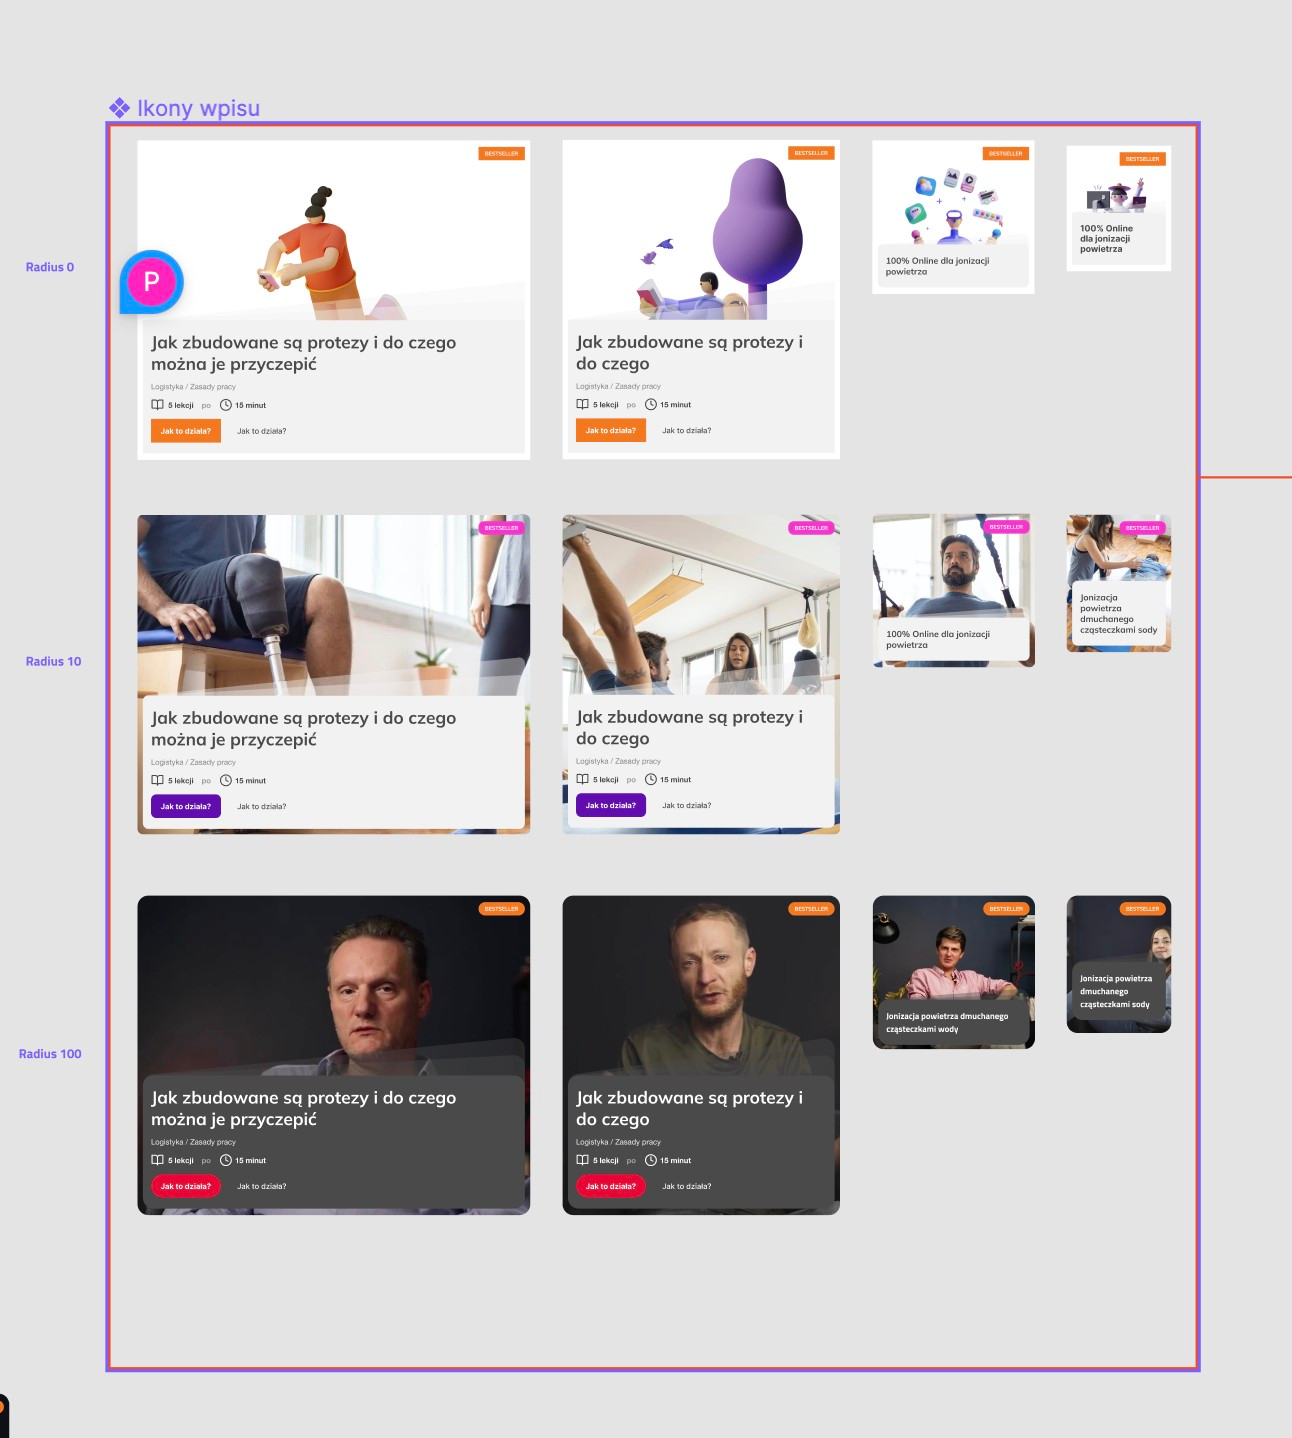 Ikony wpisu
Radius 0
P
BESTSELLER
Jak zbudowane są protezy i do czego
można je przyczepić
Logistyka / Zasady pracy
5 lekcji po 15 minut
Jak to działa? Jak to działa?
BESTSELLER
Jak zbudowane są protezy i
do czego
Logistyka / Zasady pracy
5 lekcji po 15 minut
Jak to działa? Jak to działa?
BESTSELLER
100% Online dla jonizacji
powietrza
BESTSELLER
100% Online
dla jonizacji
powietrza
Radius 10
BESTSELLER
Jak zbudowane są protezy i do czego
można je przyczepić
Logistyka / Zasady pracy
5 lekcji po 15 minut
Jak to działa? Jak to działa?
BESTSELLER
Jak zbudowane są protezy i
do czego
Logistyka / Zasady pracy
5 lekcji po 15 minut
Jak to działa? Jak to działa?
BESTSELLER
100% Online dla jonizacji
powietrza
BESTSELLER
Jonizacja
powietrza
dmuchanego
cząsteczkami sody
Radius 100
BESTSELLER
Jak zbudowane są protezy i do czego
można je przyczepić
Logistyka / Zasady pracy
5 lekcji po 15 minut
Jak to działa? Jak to działa?
BESTSELLER
Jak zbudowane są protezy i
do czego
Logistyka / Zasady pracy
5 lekcji po 15 minut
Jak to działa? Jak to działa?
BESTSELLER
Jonizacja powietrza dmuchanego
cząsteczkami wody
BESTSELLER
Jonizacja powietrza
dmuchanego
cząsteczkami sody